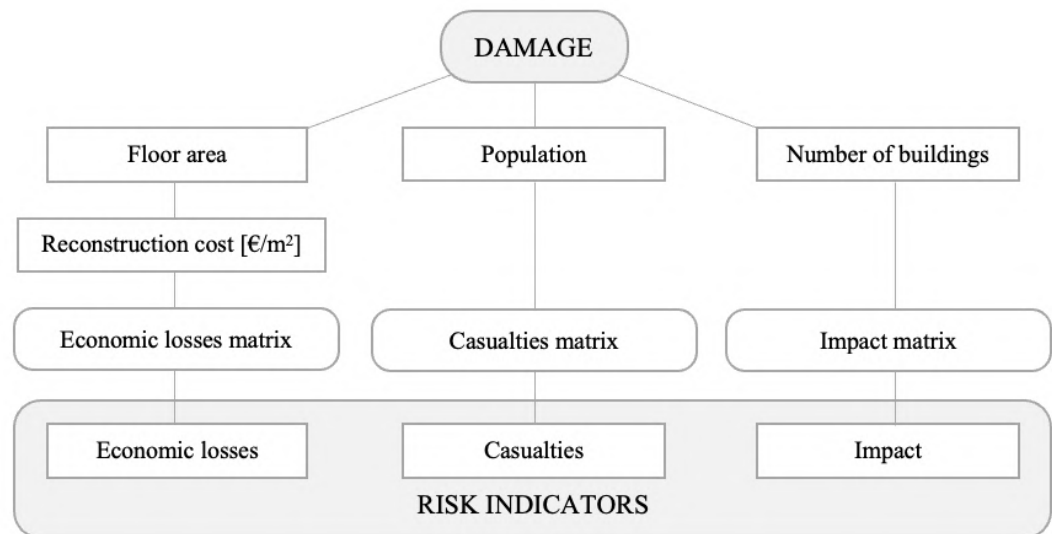 DAMAGE
Floor area
Population
Number of buildings
Reconstruction cost [€/m²]
Economic losses matrix
Casualties matrix
Impact matrix
Economic losses
Casualties
Impact
RISK INDICATORS